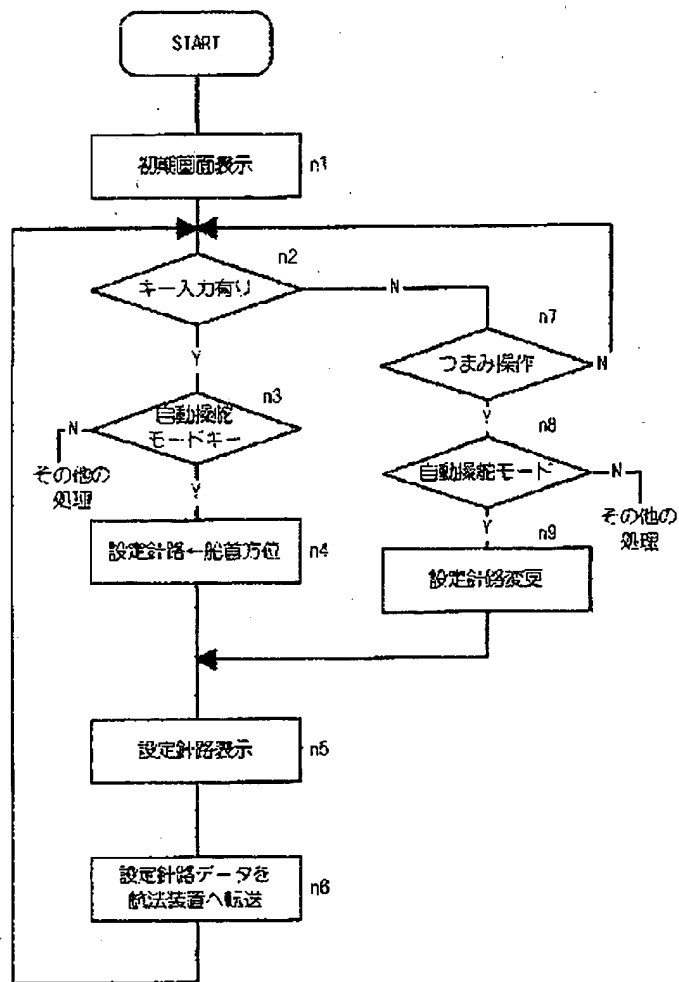 START
初期画面表示
n1
n2
キー入力有り
N
n7
つまみ操作
N
Y
n3
自動操舵
モードキー
N
その他の
処理
Y
n8
自動操舵モード
N
その他の
処理
Y
Y
n9
設定針路←船首方位
n4
設定針路変更
設定針路表示
n5
設定針路データを
航法装置へ転送
n6